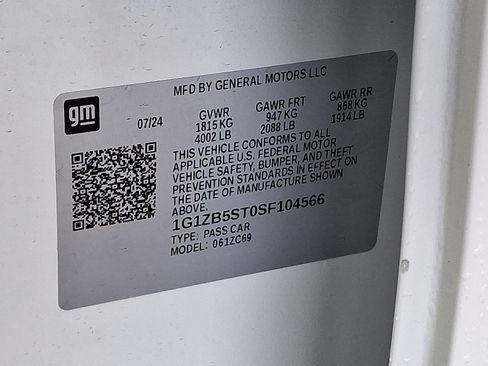 MFD BY GENERAL MOTORS LLC
gm
07/24
GVWR GAWR FRT GAWR RR
1815 KG 947 KG 868 KG
4002 LB 2088 LB 1914 LB
THIS VEHICLE CONFORMS TO ALL
APPLICABLE U.S. FEDERAL MOTOR
VEHICLE SAFETY, BUMPER, AND THEFT
PREVENTION STANDARDS IN EFFECT ON
THE DATE OF MANUFACTURE SHOWN
ABOVE.
1G1ZB5ST0SF104566
TYPE: PASS CAR
MODEL: 061ZC69